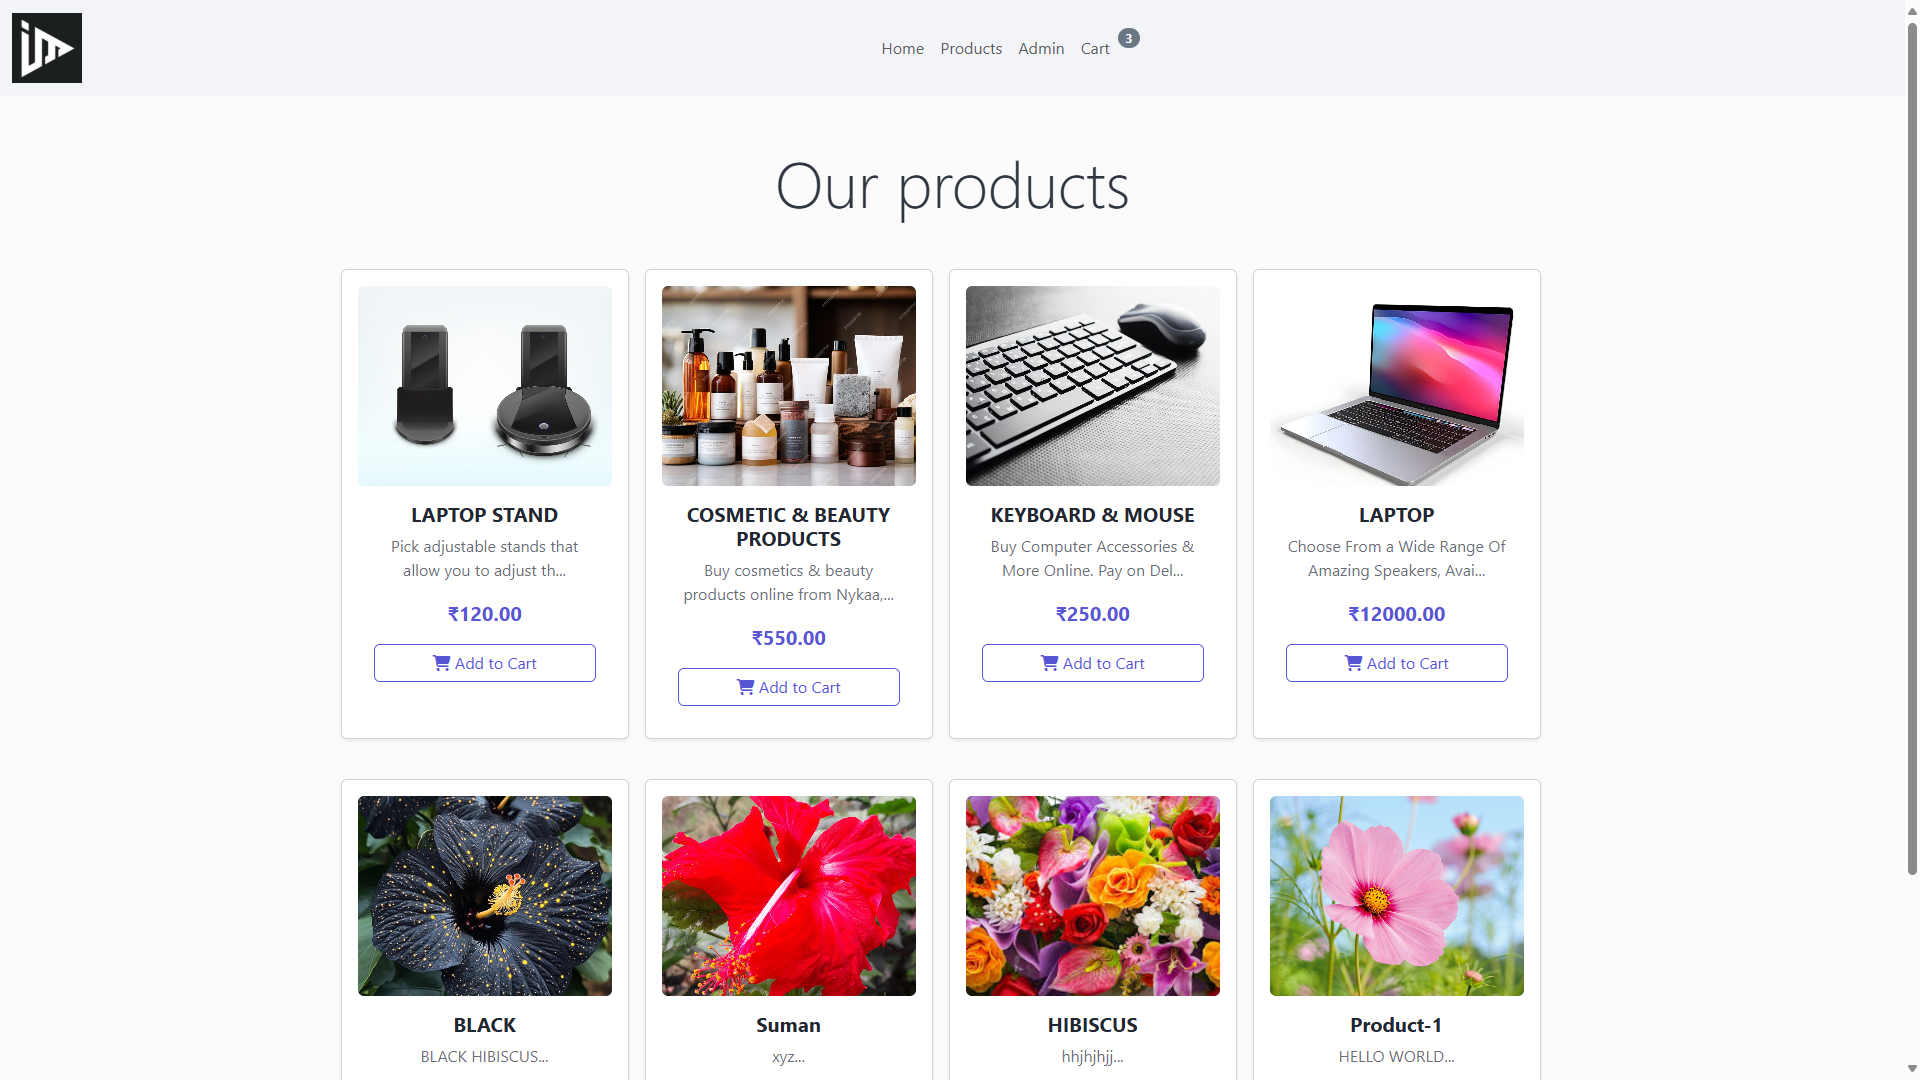 Home Products Admin Cart 3
Our products
LAPTOP STAND
Pick adjustable stands that
allow you to adjust th...
₹120.00
Add to Cart
COSMETIC & BEAUTY
PRODUCTS
Buy cosmetics & beauty
products online from Nykaa,...
₹550.00
Add to Cart
KEYBOARD & MOUSE
Buy Computer Accessories &
More Online. Pay on Del...
₹250.00
Add to Cart
LAPTOP
Choose From a Wide Range Of
Amazing Speakers, Avai...
₹12000.00
Add to Cart
BLACK
BLACK HIBISCUS...
Suman
xyz...
HIBISCUS
hhjhjhjj...
Product-1
HELLO WORLD...